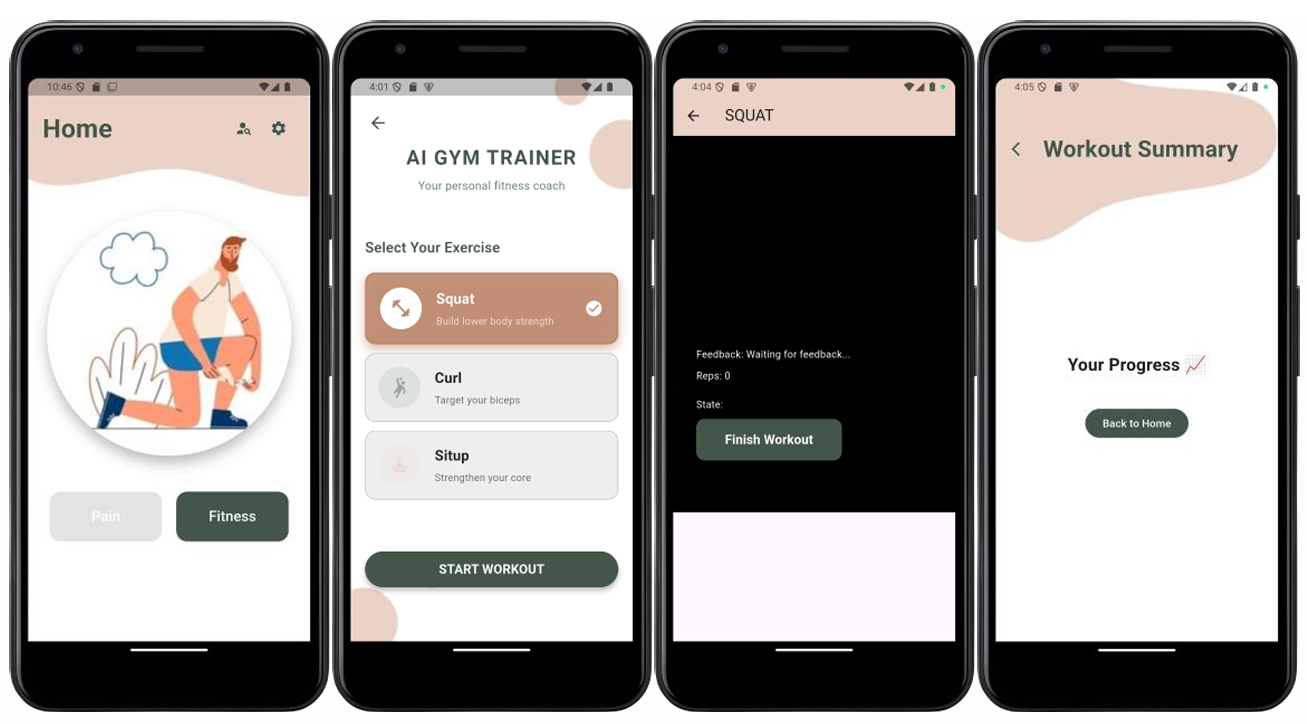 10:46
Home
Pain
Fitness
4:01
AI GYM TRAINER
Your personal fitness coach
Select Your Exercise
Squat
Build lower body strength
Curl
Target your biceps
Situp
Strengthen your core
START WORKOUT
4:04
SQUAT
Feedback: Waiting for feedback...
Reps: 0
State:
Finish Workout
4:05
Workout Summary
Your Progress 📈
Back to Home